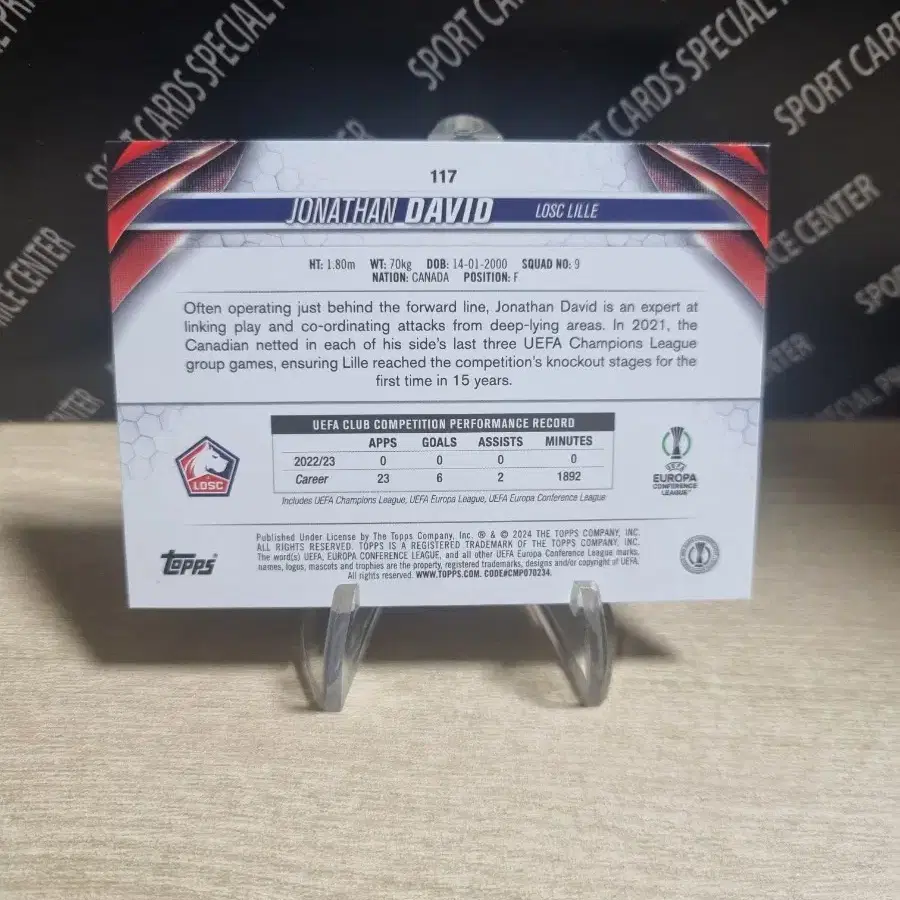 SPORT CARDS SPECIAL PRICE CENTER
SPORT CARDS SPECIAL
SPORT CAR
CE CENTER
117
JONATHAN DAVID LOSC LILLE
HT: 1.80m WT: 70kg DOB: 14-01-2000 SQUAD NO: 9
NATION: CANADA POSITION: F
Often operating just behind the forward line, Jonathan David is an expert at
linking play and co-ordinating attacks from deep-lying areas. In 2021, the
Canadian netted in each of his side's last three UEFA Champions League
group games, ensuring Lille reached the competition's knockout stages for the
first time in 15 years.
UEFA CLUB COMPETITION PERFORMANCE RECORD
APPS GOALS ASSISTS MINUTES
2022/23 0 0 0 0
Career 23 6 2 1892
Includes UEFA Champions League, UEFA Europa League, UEFA Europa Conference League
LOSC
UEFA
EUROPA
CONFERENCE
LEAGUE™
Published Under License by The Topps Company, Inc. ® & © 2024 THE TOPPS COMPANY, INC.
ALL RIGHTS RESERVED. TOPPS IS A REGISTERED TRADEMARK OF THE TOPPS COMPANY, INC.
The word(s) UEFA, EUROPA CONFERENCE LEAGUE, and all other UEFA Europa Conference League marks,
names, logos, mascots and trophies are the property, registered trademarks, designs and/or copyright of UEFA.
All rights reserved. WWW.TOPPS.COM. CODE#CMP070234.
Topps®